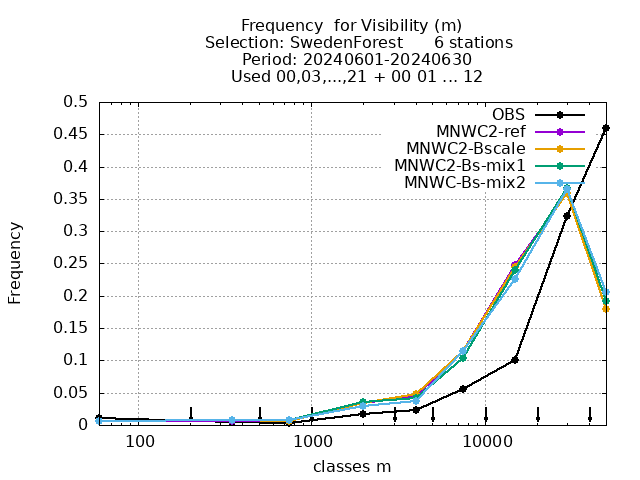 Frequency  for Visibility (m)
Selection: SwedenForest      6 stations
Period: 20240601-20240630
Used 00,03,...,21 + 00 01 ... 12
0.5
0.45
0.4
0.35
0.3
0.25
0.2
0.15
0.1
0.05
0
Frequency
OBS
MNWC2-ref
MNWC2-Bscale
MNWC2-Bs-mix1
MNWC-Bs-mix2
100 1000 10000
classes m